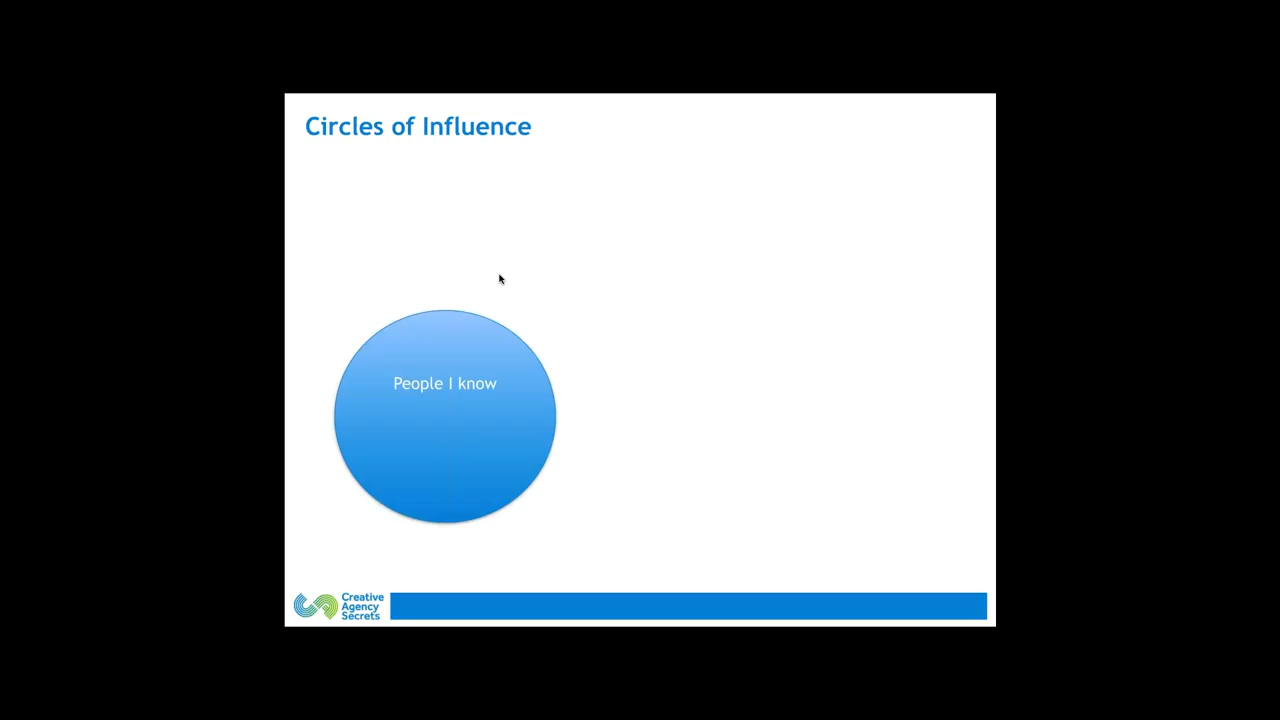 Circles of Influence
People I know
Creative
Agency
Secrets